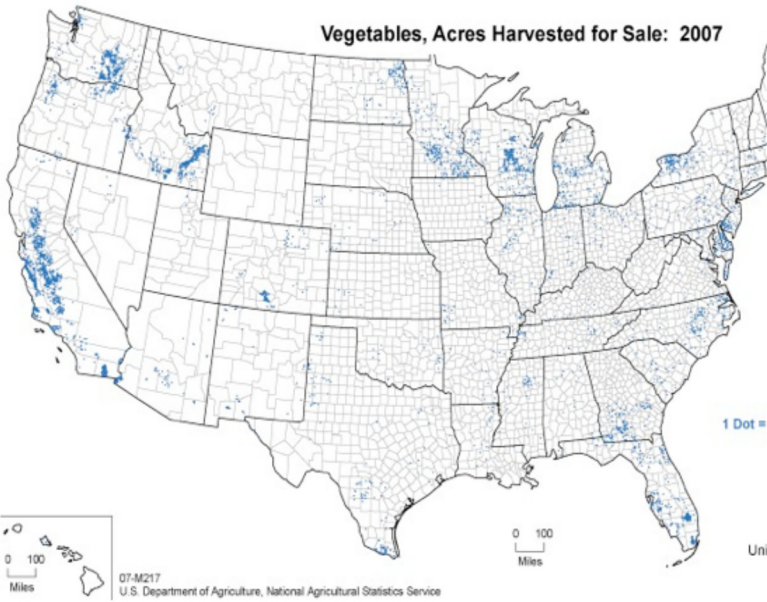 Vegetables, Acres Harvested for Sale: 2007
1 Dot =
0 100
Miles
Uni
0 100
Miles
07-M217
U.S. Department of Agriculture, National Agricultural Statistics Service